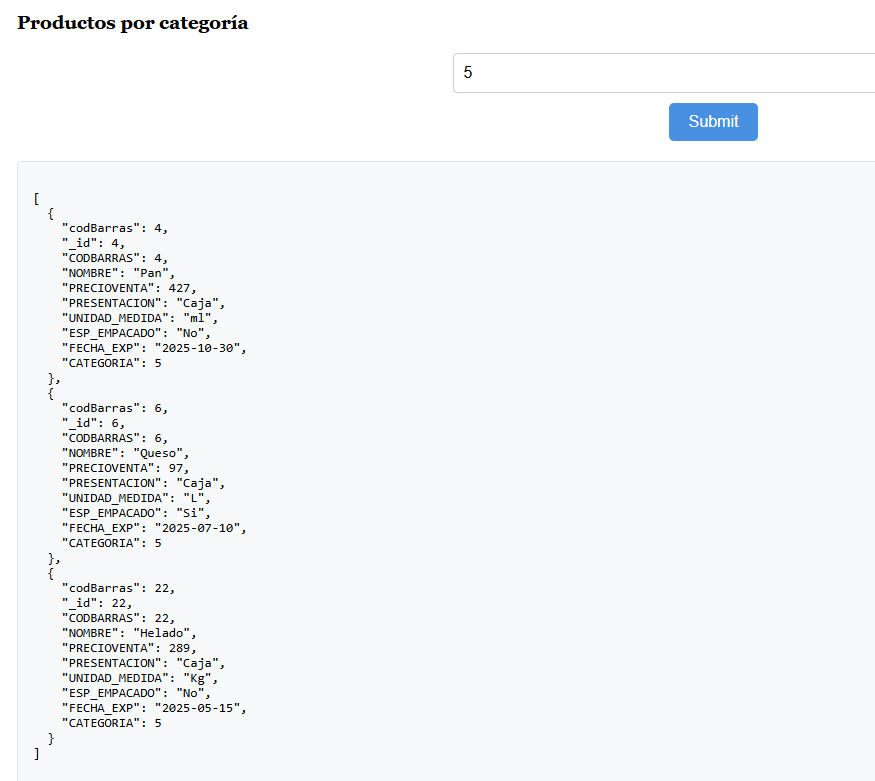 Productos por categoría
5
Submit
[
  {
    "codBarras": 4,
    "_id": 4,
    "CODBARRAS": 4,
    "NOMBRE": "Pan",
    "PRECIOVENTA": 427,
    "PRESENTACION": "Caja",
    "UNIDAD_MEDIDA": "ml",
    "ESP_EMPACADO": "No",
    "FECHA_EXP": "2025-10-30",
    "CATEGORIA": 5
  },
  {
    "codBarras": 6,
    "_id": 6,
    "CODBARRAS": 6,
    "NOMBRE": "Queso",
    "PRECIOVENTA": 97,
    "PRESENTACION": "Caja",
    "UNIDAD_MEDIDA": "L",
    "ESP_EMPACADO": "Si",
    "FECHA_EXP": "2025-07-10",
    "CATEGORIA": 5
  },
  {
    "codBarras": 22,
    "_id": 22,
    "CODBARRAS": 22,
    "NOMBRE": "Helado",
    "PRECIOVENTA": 289,
    "PRESENTACION": "Caja",
    "UNIDAD_MEDIDA": "Kg",
    "ESP_EMPACADO": "No",
    "FECHA_EXP": "2025-05-15",
    "CATEGORIA": 5
  }
]